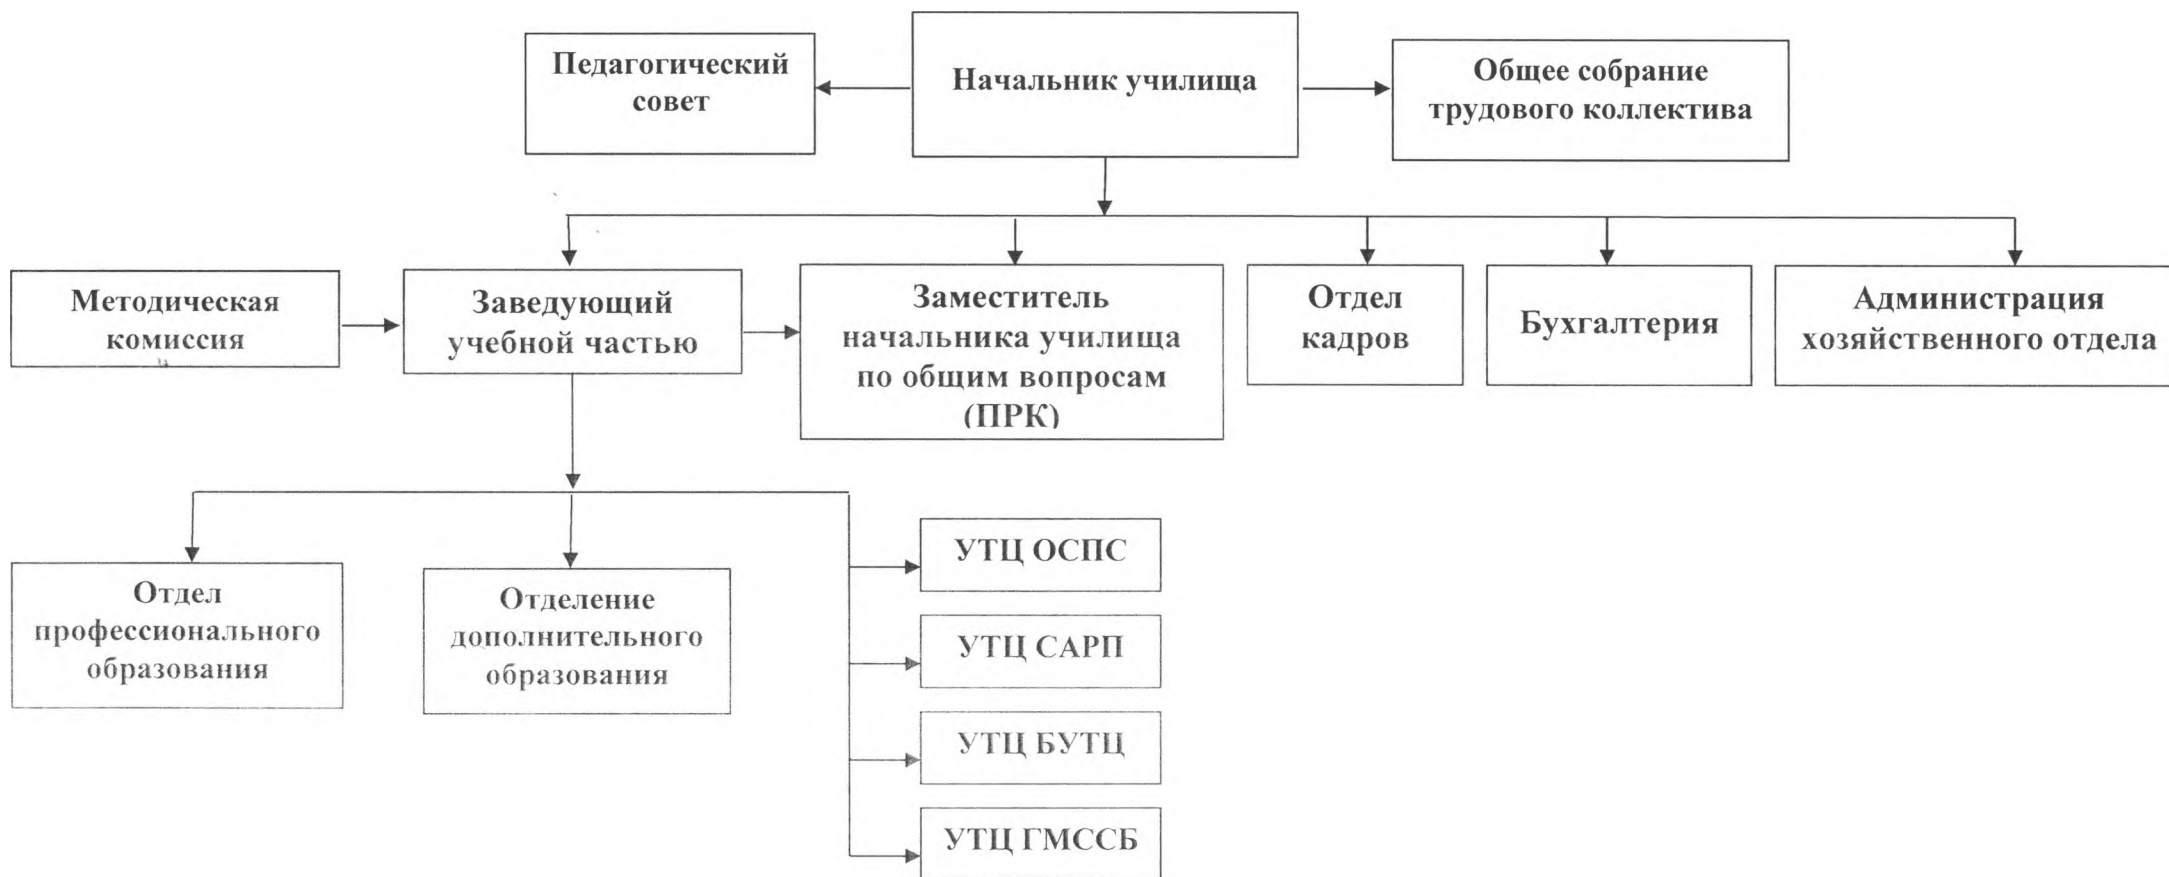 Педагогический
совет
Начальник училища
Общее собрание
трудового коллектива
Методическая
комиссия
Заведующий
учебной частью
Заместитель
начальника училища
по общим вопросам
(ПРК)
Отдел
кадров
Бухгалтерия
Администрация
хозяйственного отдела
Отдел
профессионального
образования
Отделение
дополнительного
образования
УТЦ ОСПС
УТЦ САРП
УТЦ БУТЦ
УТЦ ГМССБ